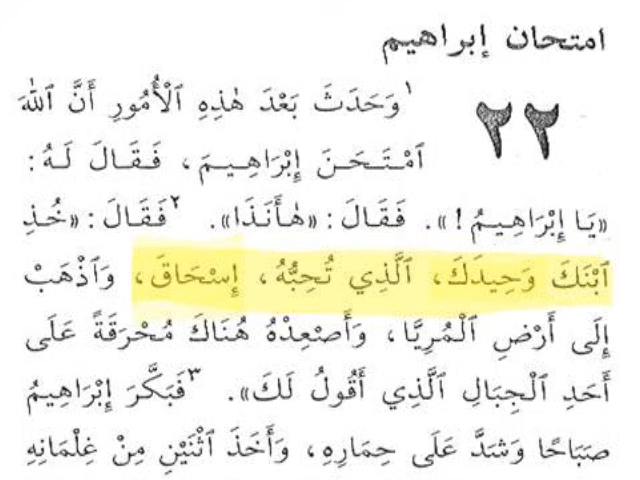 امتحان إبراهيم
٢٢
١وَحَدَثَ بَعْدَ هٰذِهِ ٱلْأُمُورِ أَنَّ ٱللهَ
ٱمْتَحَنَ إِبْرَاهِيمَ، فَقَالَ لَهُ:
«يَا إِبْرَاهِيمُ!». فَقَالَ: «هٰأَنَذَا». ٢فَقَالَ: «خُذِ
ٱبْنَكَ وَحِيدَكَ، ٱلَّذِي تُحِبُّهُ، إِسْحَاقَ، وَٱذْهَبْ
إِلَى أَرْضِ ٱلْمُرِيَّا، وَأَصْعِدْهُ هُنَاكَ مُحْرَقَةً عَلَى
أَحَدِ ٱلْجِبَالِ ٱلَّذِي أَقُولُ لَكَ». ٣فَبَكَّرَ إِبْرَاهِيمُ
صَبَاحًا وَشَدَّ عَلَى حِمَارِهِ، وَأَخَذَ ٱثْنَيْنِ مِنْ غِلْمَانِهِ